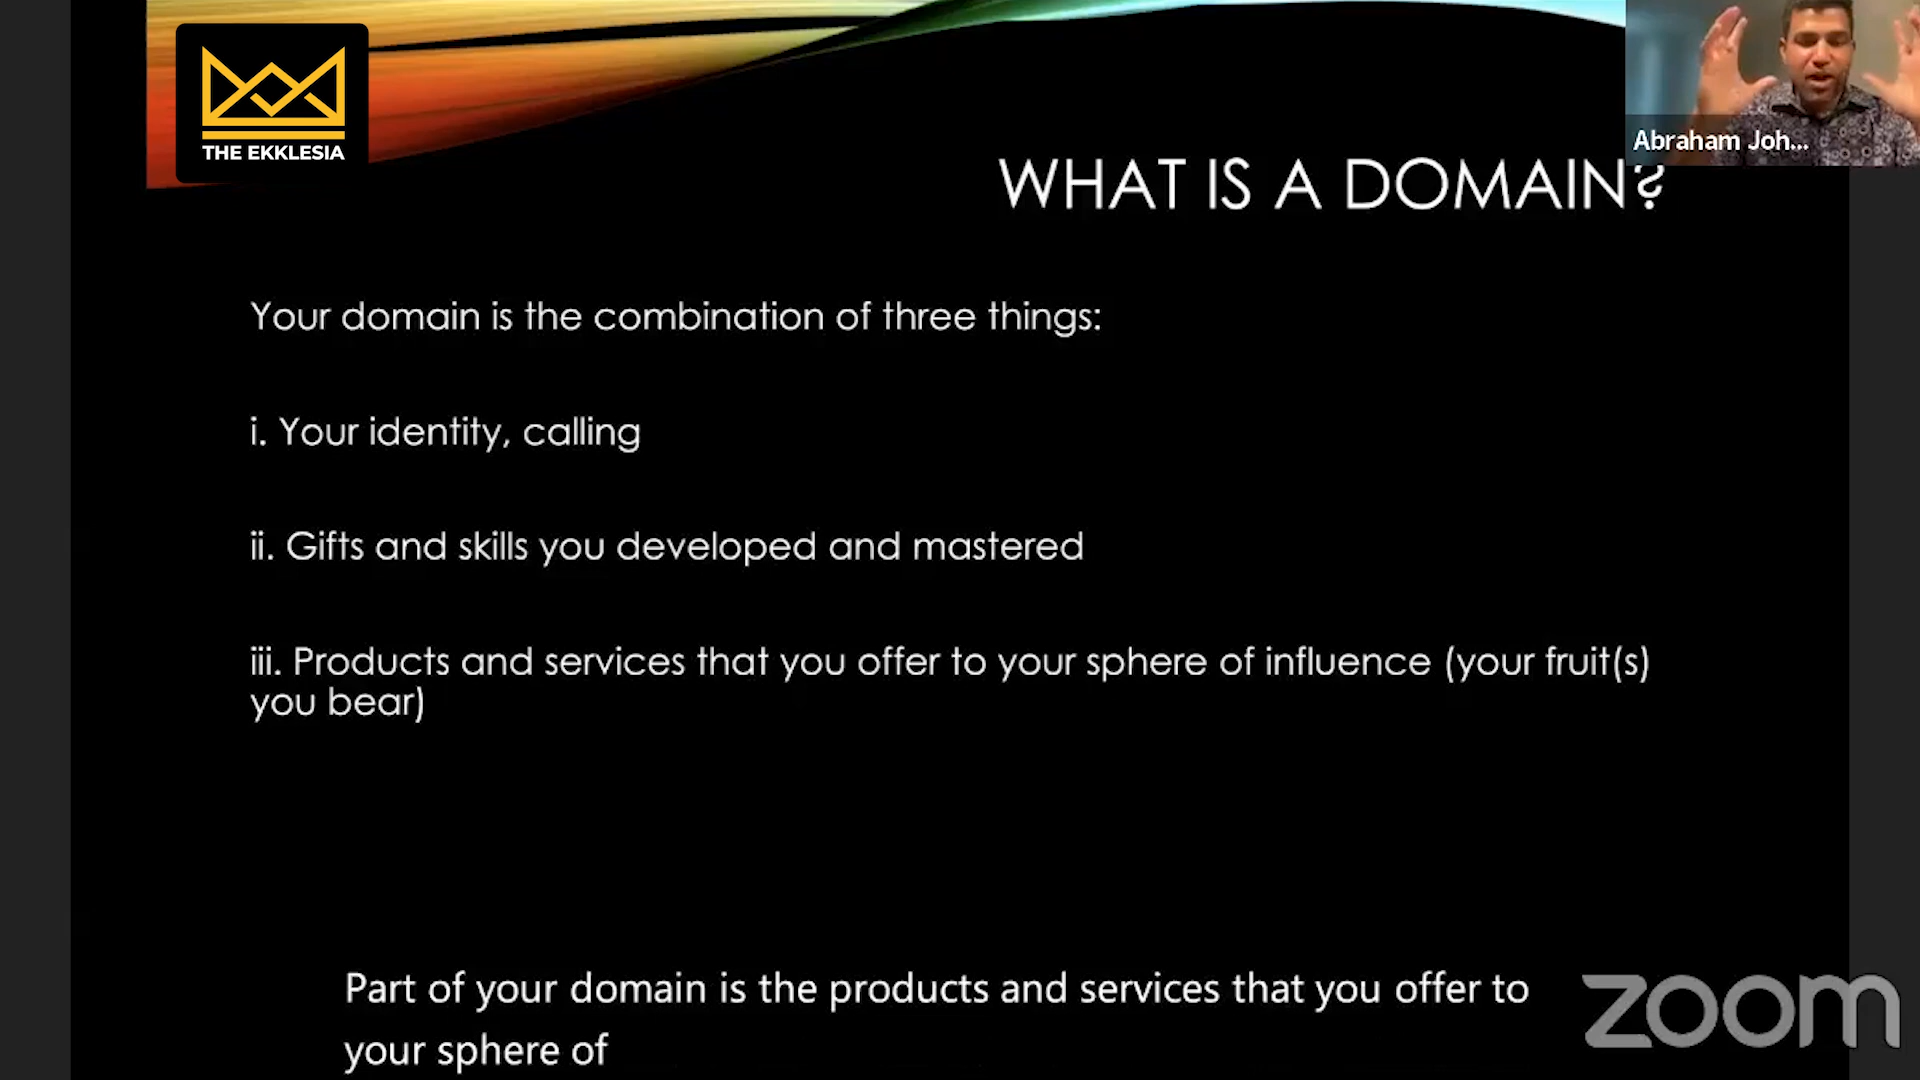 THE EKKLESIA
Abraham Joh...
WHAT IS A DOMAIN?
Your domain is the combination of three things:
i. Your identity, calling
ii. Gifts and skills you developed and mastered
iii. Products and services that you offer to your sphere of influence (your fruit(s)
you bear)
Part of your domain is the products and services that you offer to
your sphere of
zoom